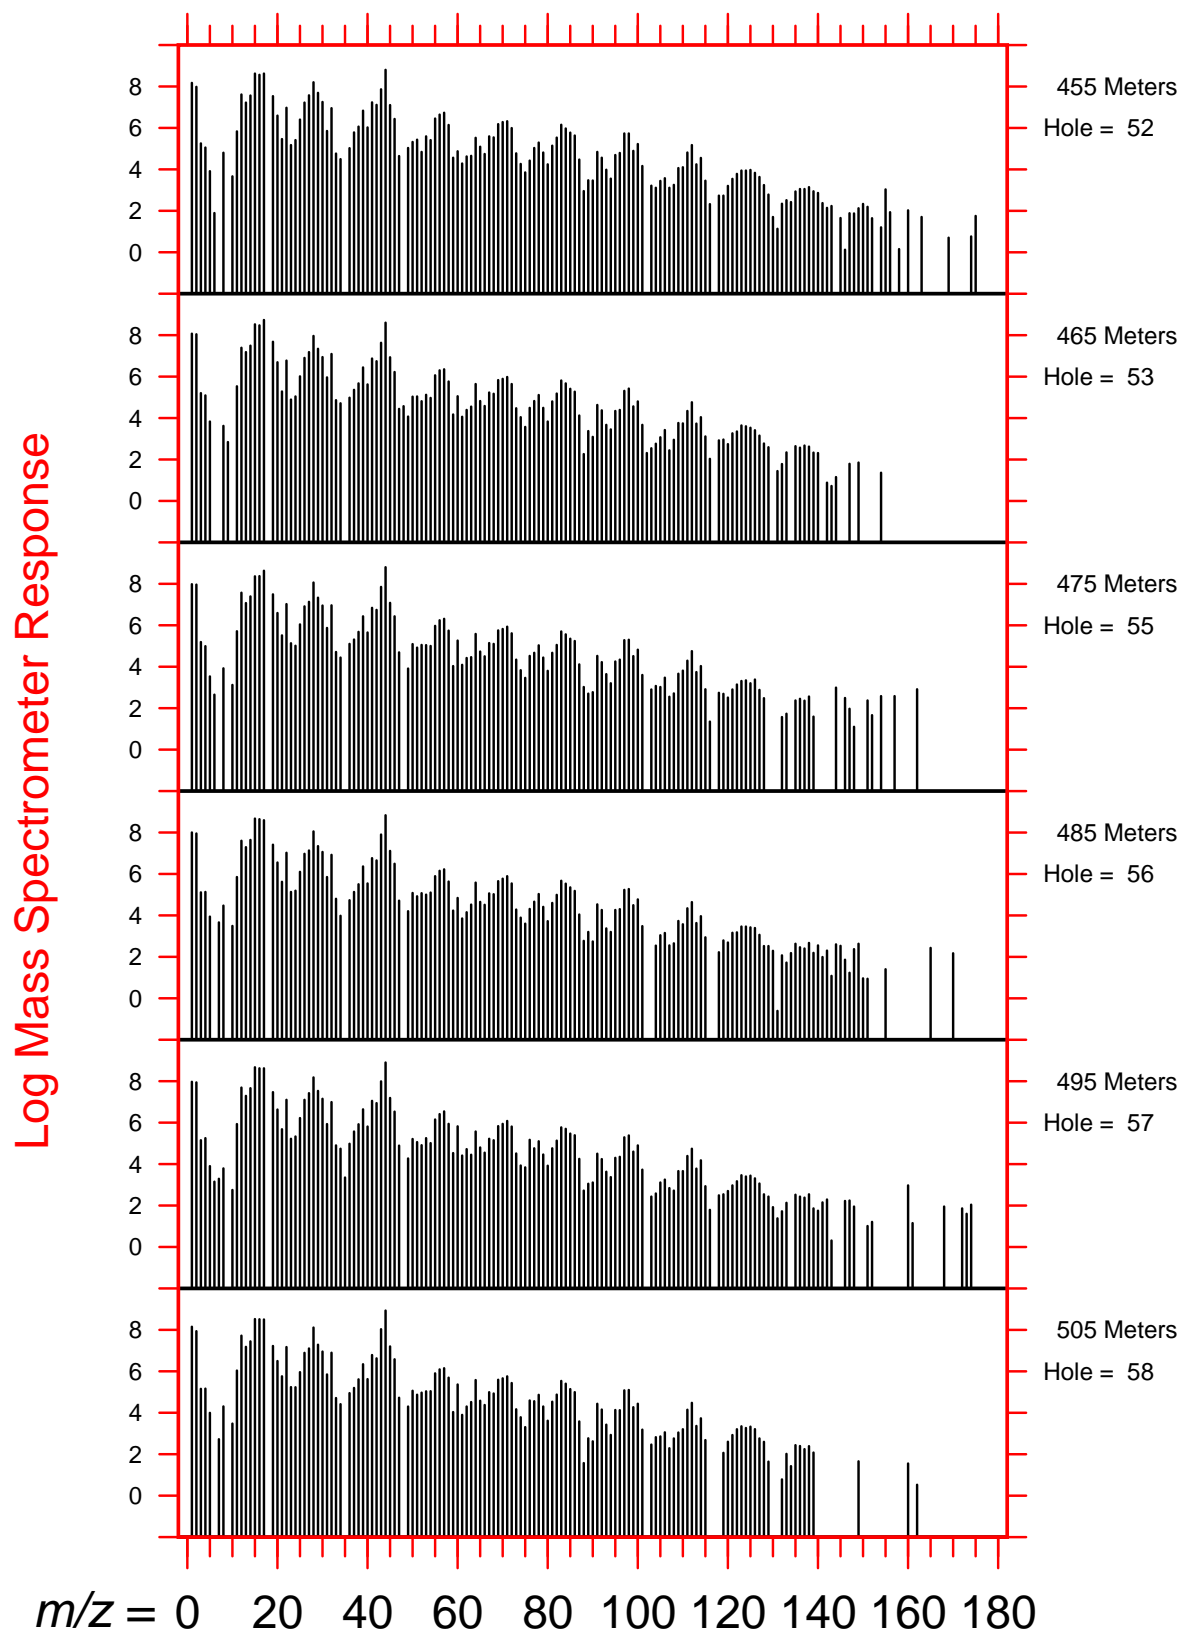 Log Mass Spectrometer Response
8
6
4
2
0
455 Meters
Hole = 52
8
6
4
2
0
465 Meters
Hole = 53
8
6
4
2
0
475 Meters
Hole = 55
8
6
4
2
0
485 Meters
Hole = 56
8
6
4
2
0
495 Meters
Hole = 57
8
6
4
2
0
505 Meters
Hole = 58
m/z = 0 20 40 60 80 100 120 140 160 180